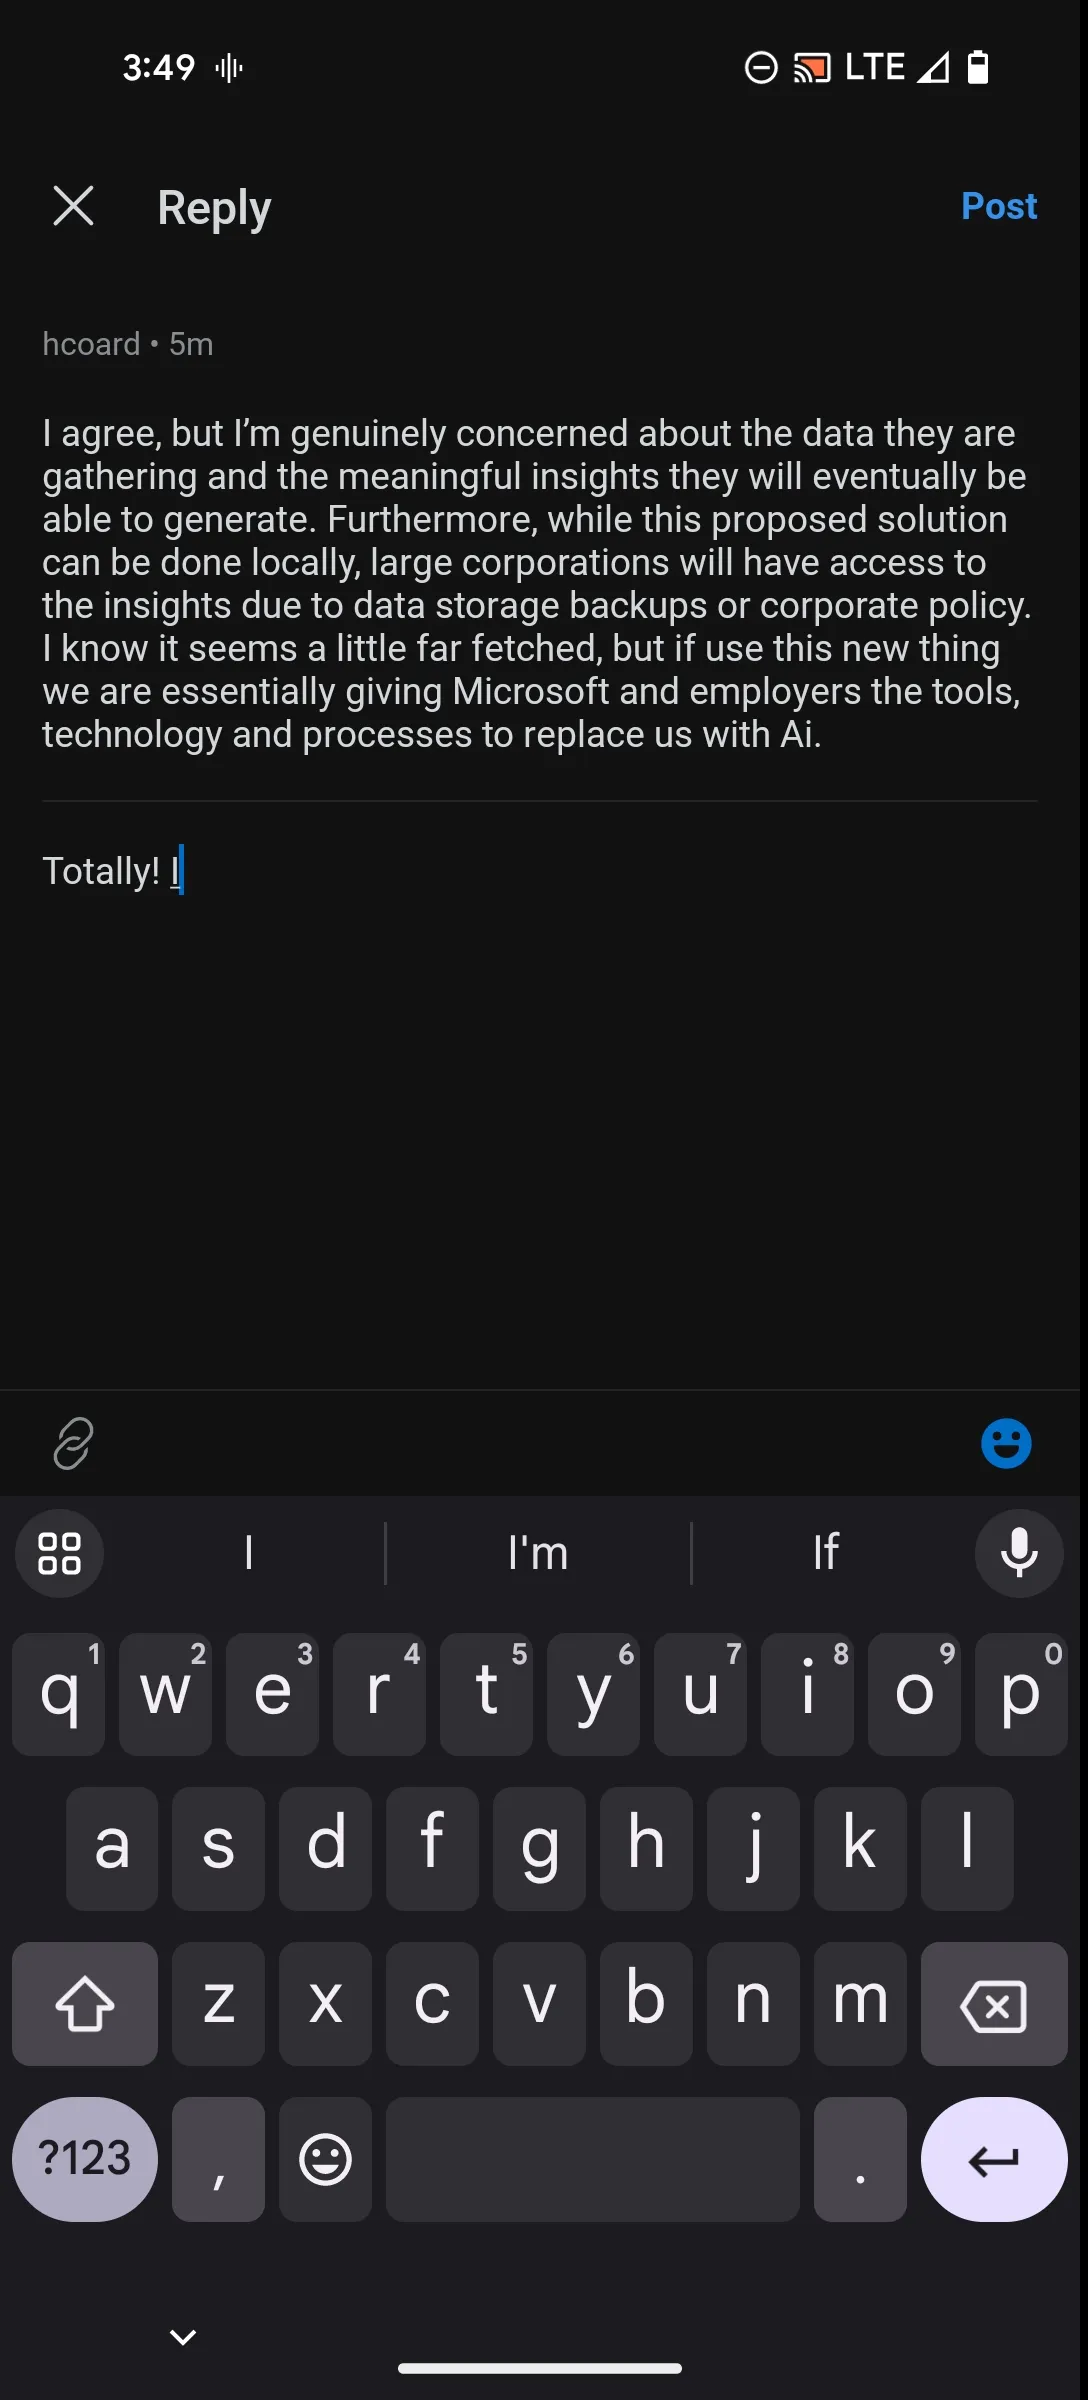 3:49 LTE
Reply Post
hcoard • 5m
I agree, but I’m genuinely concerned about the data they are
gathering and the meaningful insights they will eventually be
able to generate. Furthermore, while this proposed solution
can be done locally, large corporations will have access to
the insights due to data storage backups or corporate policy.
I know it seems a little far fetched, but if use this new thing
we are essentially giving Microsoft and employers the tools,
technology and processes to replace us with Ai.
Totally! I
I I'm If
1 2 3 4 5 6 7 8 9 0
q w e r t y u i o p
a s d f g h j k l
z x c v b n m
?123 , .